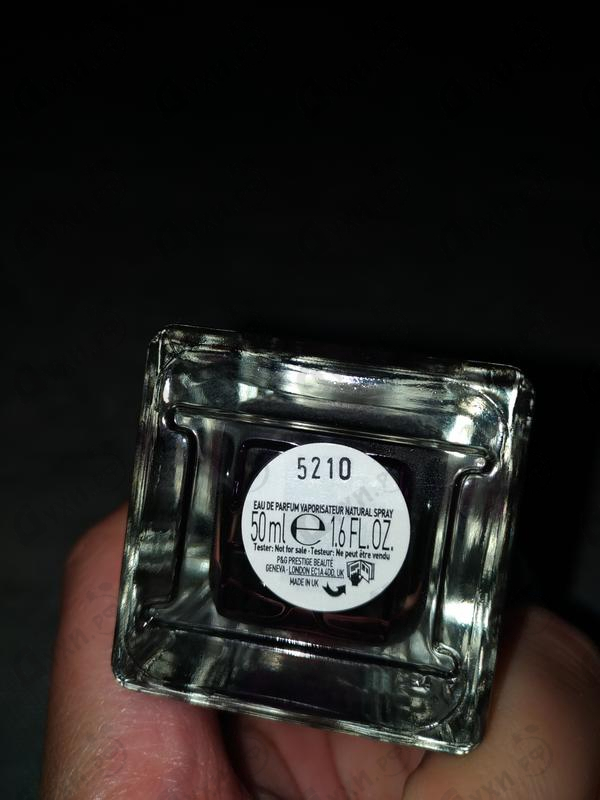 5210
EAU DE PARFUM VAPORISATEUR NATURAL SPRAY
50 ml e 1.6 FL.OZ.
Tester: Not for sale · Testeur: Ne peut être vendu
P&G PRESTIGE BEAUTÉ
GENEVA · LONDON EC1A 4DD, UK
MADE IN UK